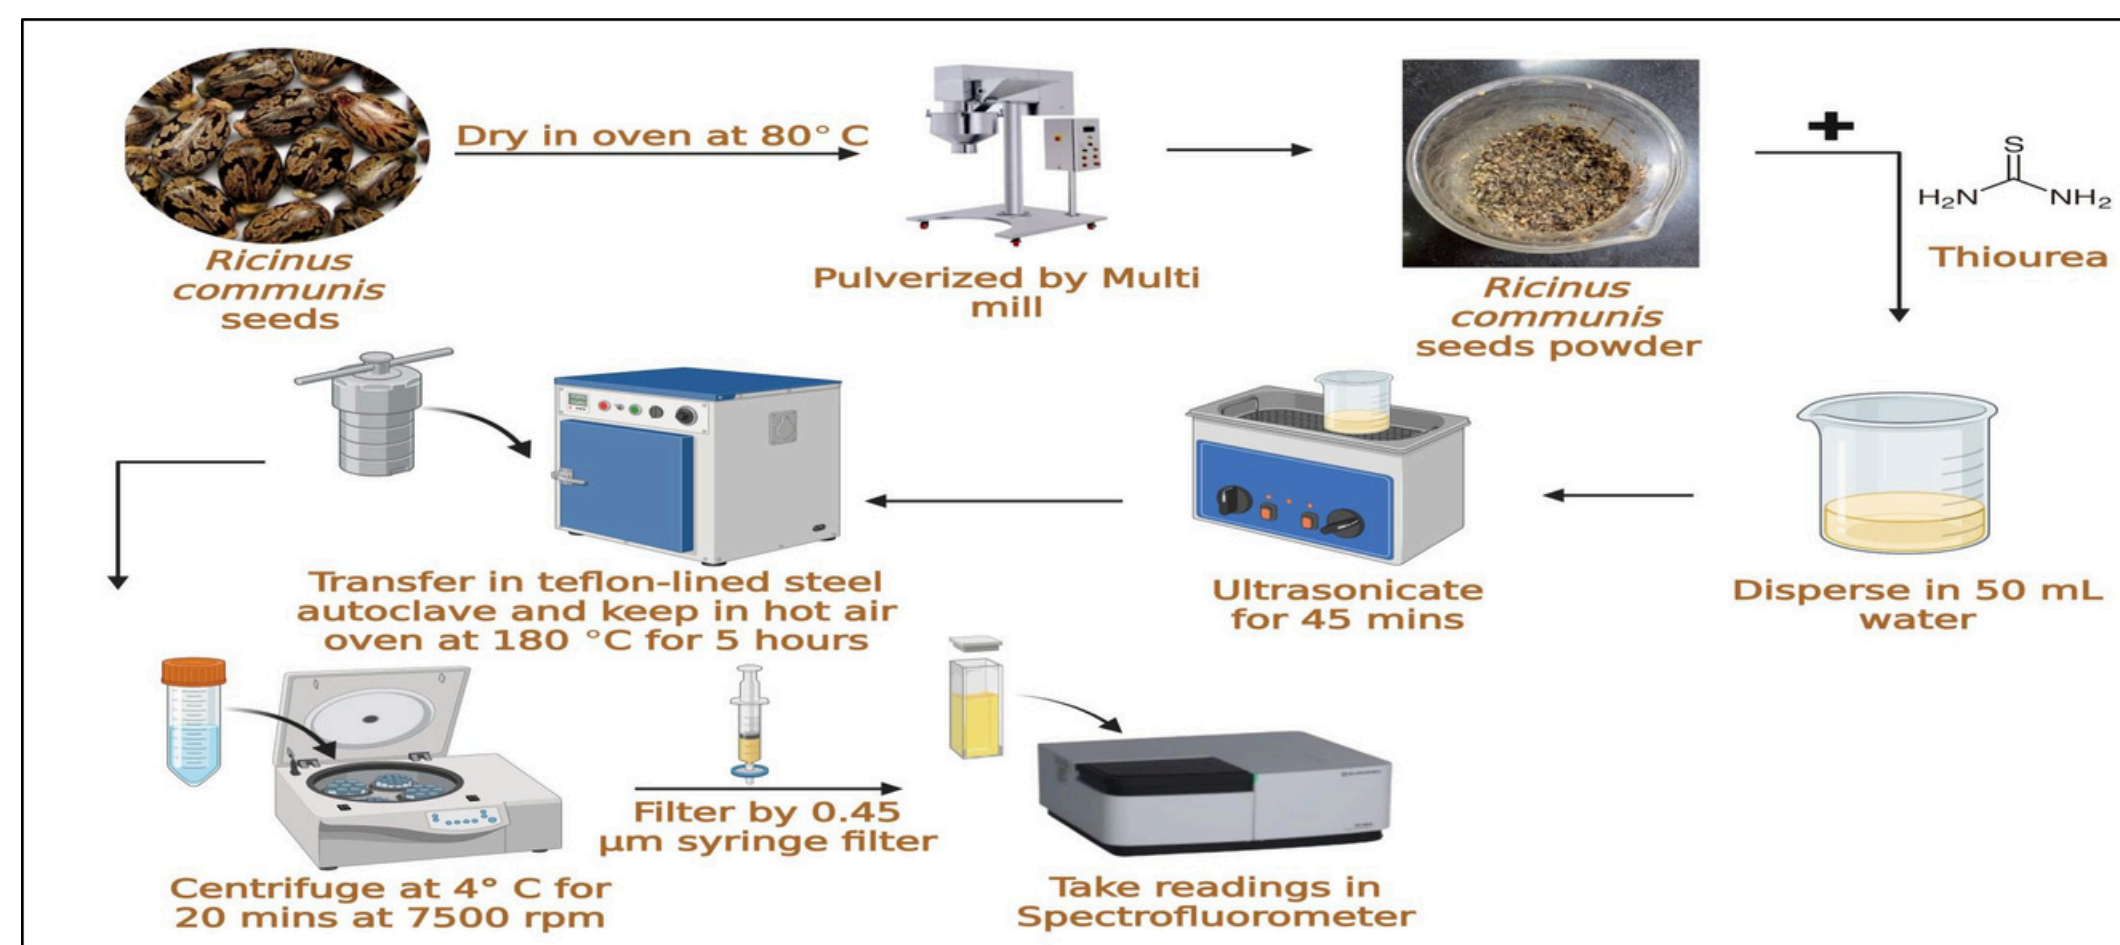 Dry in oven at 80° C
Ricinus
communis
seeds
Pulverized by Multi
mill
Ricinus
communis
seeds powder
+
S
H₂N
NH₂
Thiourea
Disperse in 50 mL
water
Ultrasonicate
for 45 mins
Transfer in teflon-lined steel
autoclave and keep in hot air
oven at 180 °C for 5 hours
Centrifuge at 4° C for
20 mins at 7500 rpm
Filter by 0.45
µm syringe filter
Take readings in
Spectrofluorometer